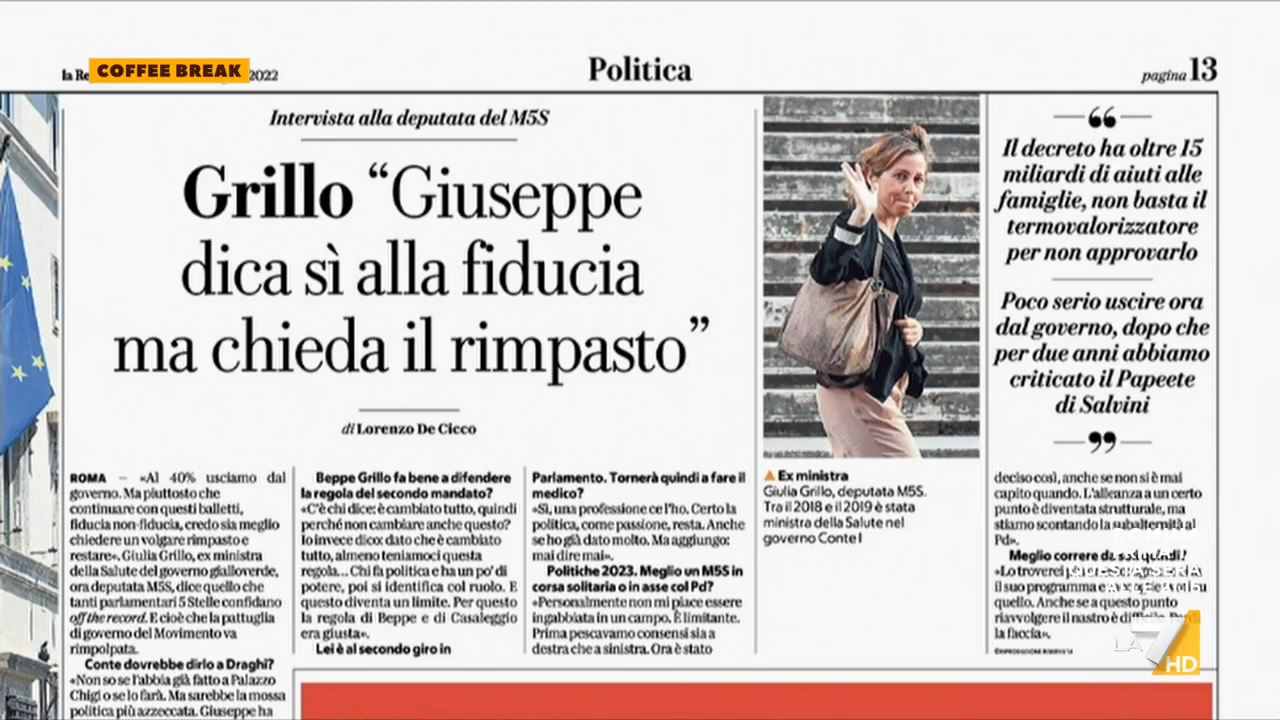 COFFEE BREAK
la Re
2022
Politica
pagina 13
Intervista alla deputata del M5S
Grillo “Giuseppe
dica sì alla fiducia
ma chieda il rimpasto”
di Lorenzo De Cicco
ROMA — «Al 40% usciamo dal
governo. Ma piuttosto che
continuare con questi balletti,
fiducia non-fiducia, credo sia meglio
chiedere un volgare rimpasto e
restare». Giulia Grillo, ex ministra
della Salute del governo gialloverde,
ora deputata M5S, dice quello che
tanti parlamentari 5 Stelle confidano
off the record. E cioè che la pattuglia
di governo del Movimento va
rimpolpata.
Conte dovrebbe dirlo a Draghi?
«Non so se l'abbia già fatto a Palazzo
Chigi o se lo farà. Ma sarebbe la mossa
politica più azzeccata. Giuseppe ha
Beppe Grillo fa bene a difendere
la regola del secondo mandato?
«C'è chi dice: è cambiato tutto, quindi
perché non cambiare anche questo?
Io invece dico: dato che è cambiato
tutto, almeno teniamoci questa
regola... Chi fa politica e ha un po' di
potere, poi si identifica col ruolo. E
questo diventa un limite. Per questo
la regola di Beppe e di Casaleggio
era giusta».
Lei è al secondo giro in
Parlamento. Tornerà quindi a fare il
medico?
«Sì, una professione ce l'ho. Certo la
politica, come passione, resta. Anche
se ho già dato molto. Ma aggiungo:
mai dire mai».
Politiche 2023. Meglio un M5S in
corsa solitaria o in asse col Pd?
«Personalmente non mi piace essere
ingabbiata in un campo. È limitante.
Prima pescavamo consensi sia a
destra che a sinistra. Ora è stato
▲ Ex ministra
Giulia Grillo, deputata M5S.
Tra il 2018 e il 2019 è stata
ministra della Salute nel
governo Conte I
“
Il decreto ha oltre 15
miliardi di aiuti alle
famiglie, non basta il
termovalorizzatore
per non approvarlo
Poco serio uscire ora
dal governo, dopo che
per due anni abbiamo
criticato il Papeete
di Salvini
”
deciso così, anche se non si è mai
capito quando. L'alleanza a un certo
punto è diventata strutturale, ma
stiamo scontando la subalternità al
Pd».
Meglio correre da
«Lo troverei
il suo programma e
quello. Anche se a questo punto
riavvolgere il nastro è
la faccia».
©RIPRODUZIONE RISERVATA
QUESTA SERA
LA7 HD